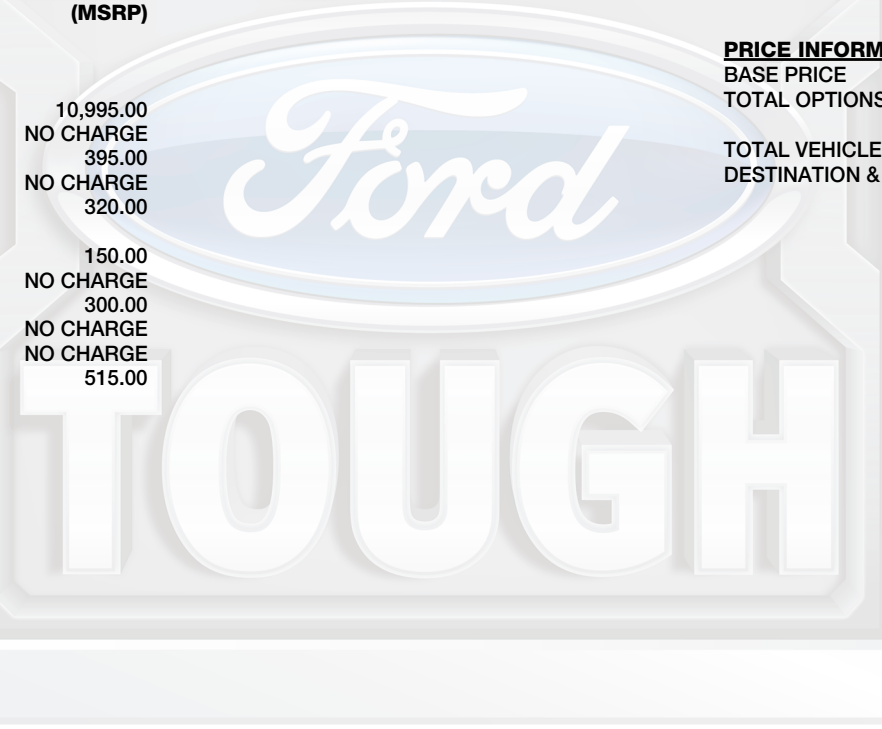 (MSRP)
10,995.00
NO CHARGE
395.00
NO CHARGE
320.00
150.00
NO CHARGE
300.00
NO CHARGE
NO CHARGE
515.00
PRICE INFORM
BASE PRICE
TOTAL OPTIONS
TOTAL VEHICLE
DESTINATION &
Ford
TOUGH